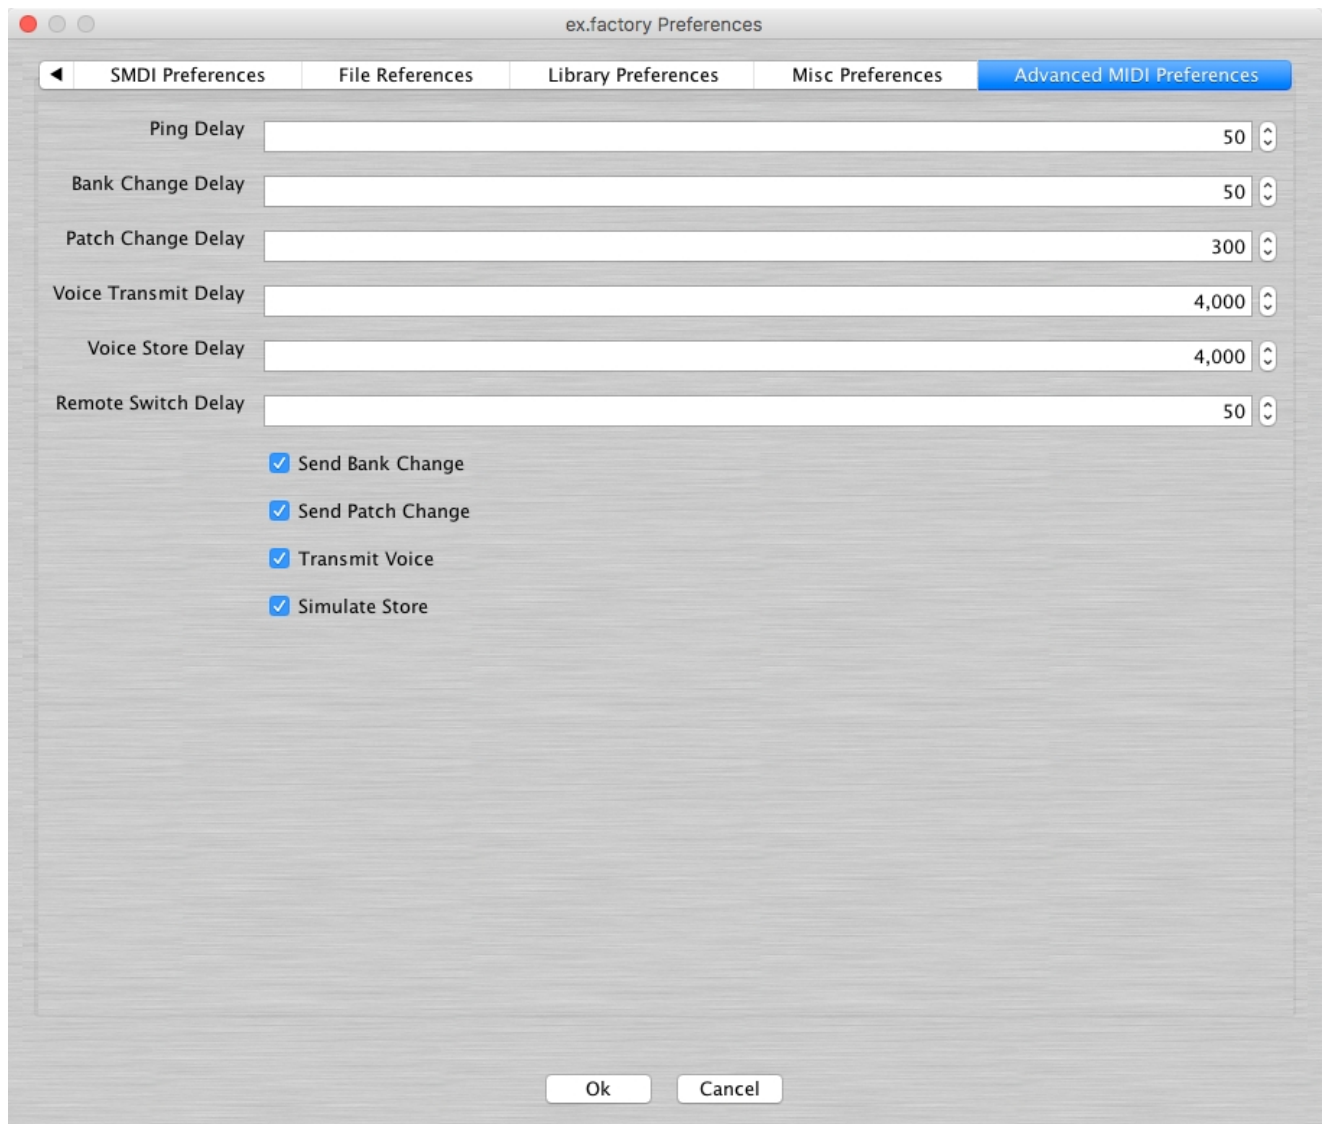 ex.factory Preferences
SMDI Preferences File References Library Preferences Misc Preferences Advanced MIDI Preferences
Ping Delay 50
Bank Change Delay 50
Patch Change Delay 300
Voice Transmit Delay 4,000
Voice Store Delay 4,000
Remote Switch Delay 50
Send Bank Change
Send Patch Change
Transmit Voice
Simulate Store
Ok Cancel